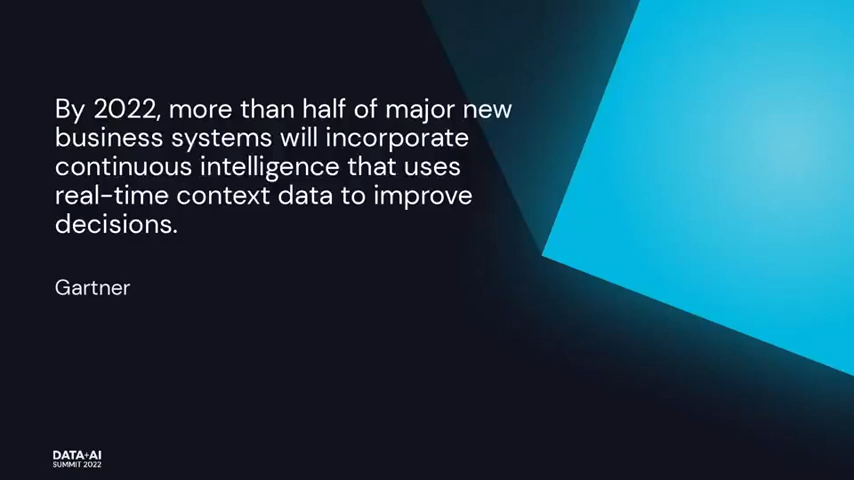 By 2022, more than half of major new
business systems will incorporate
continuous intelligence that uses
real-time context data to improve
decisions.
Gartner
DATA+AI
SUMMIT 2022